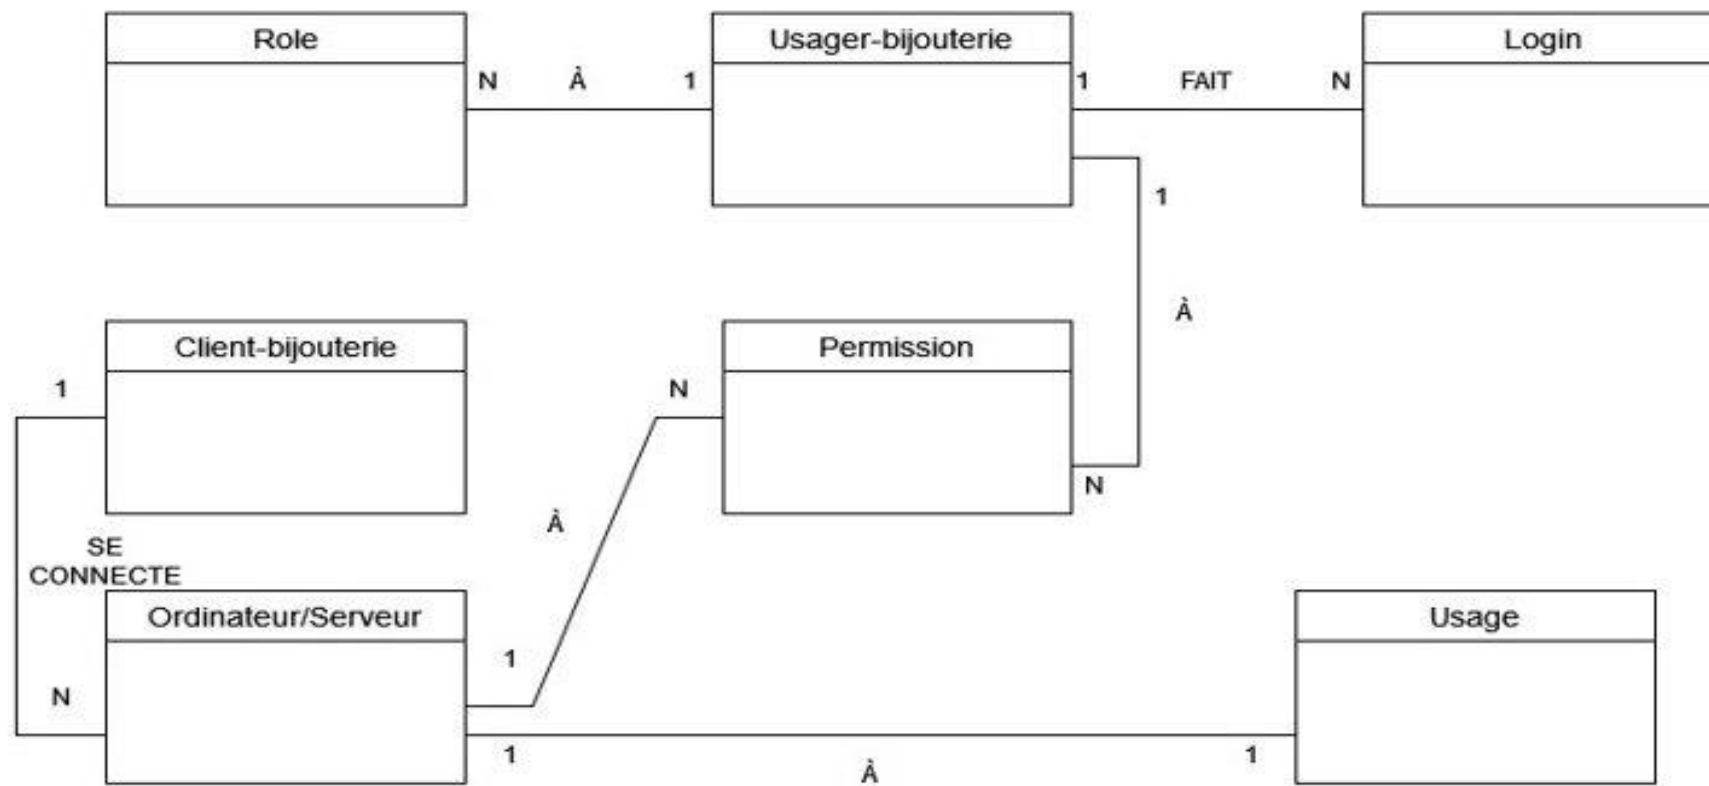 Role
Usager-bijouterie
Login
N À 1
1 FAIT N
1
À
Client-bijouterie
Permission
1
N
N
À
SE
CONNECTE
Ordinateur/Serveur
Usage
1
N
1
À
1